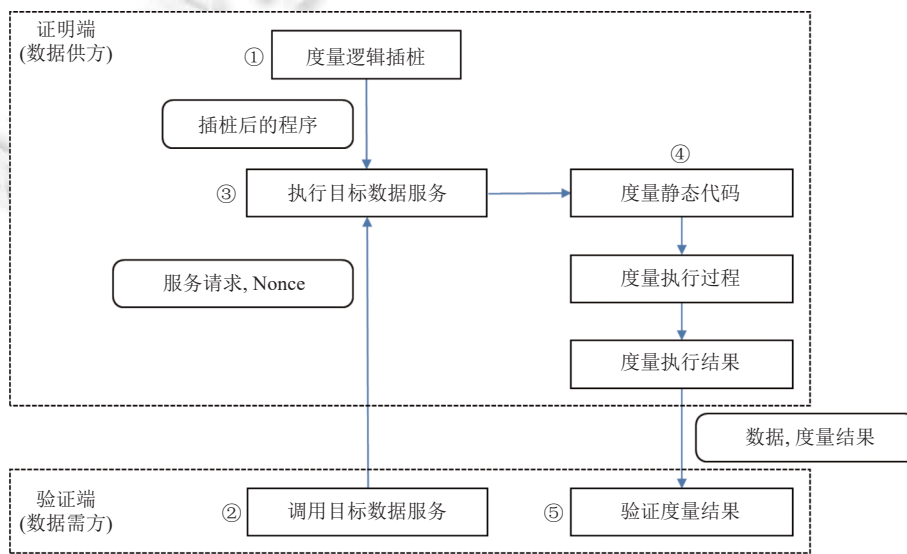 证明端
(数据供方)
①
度量逻辑插桩
插桩后的程序
③
执行目标数据服务
④
度量静态代码
服务请求, Nonce
度量执行过程
度量执行结果
数据, 度量结果
验证端
(数据需方)
②
调用目标数据服务
⑤
验证度量结果